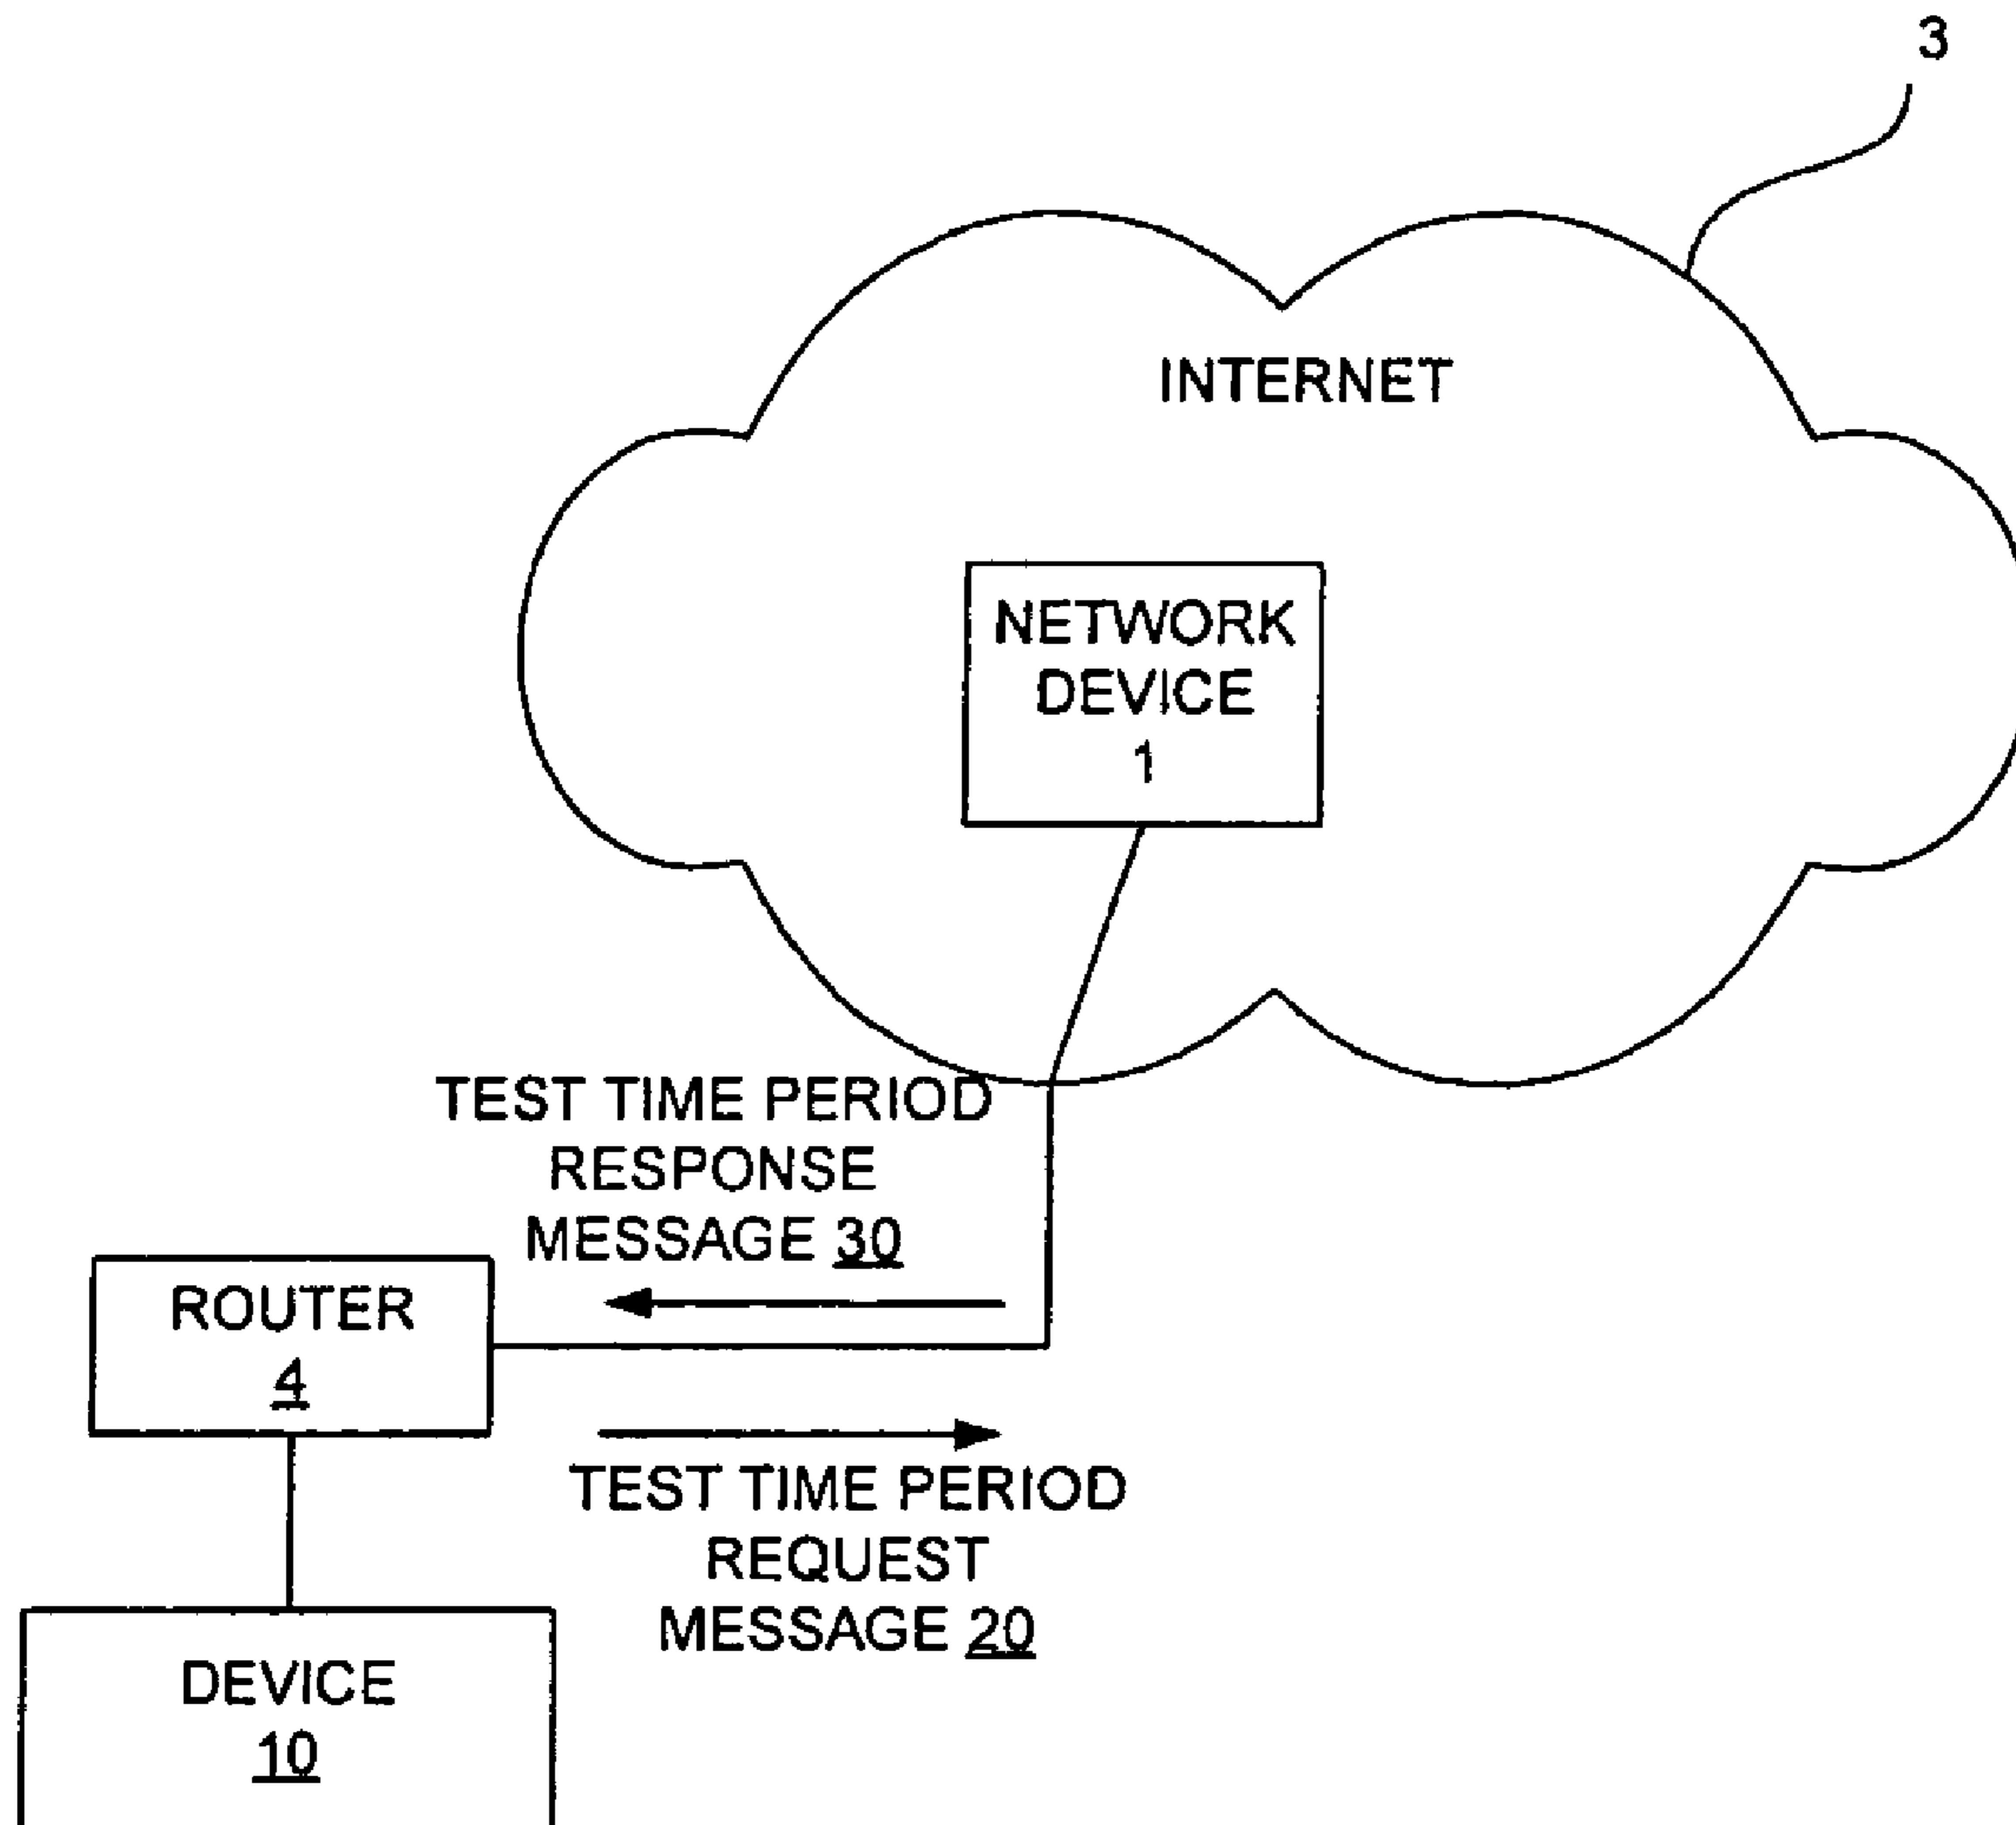 3
INTERNET
NETWORK
DEVICE
1
TEST TIME PERIOD
RESPONSE
MESSAGE 30
ROUTER
4
TEST TIME PERIOD
REQUEST
MESSAGE 20
DEVICE
10